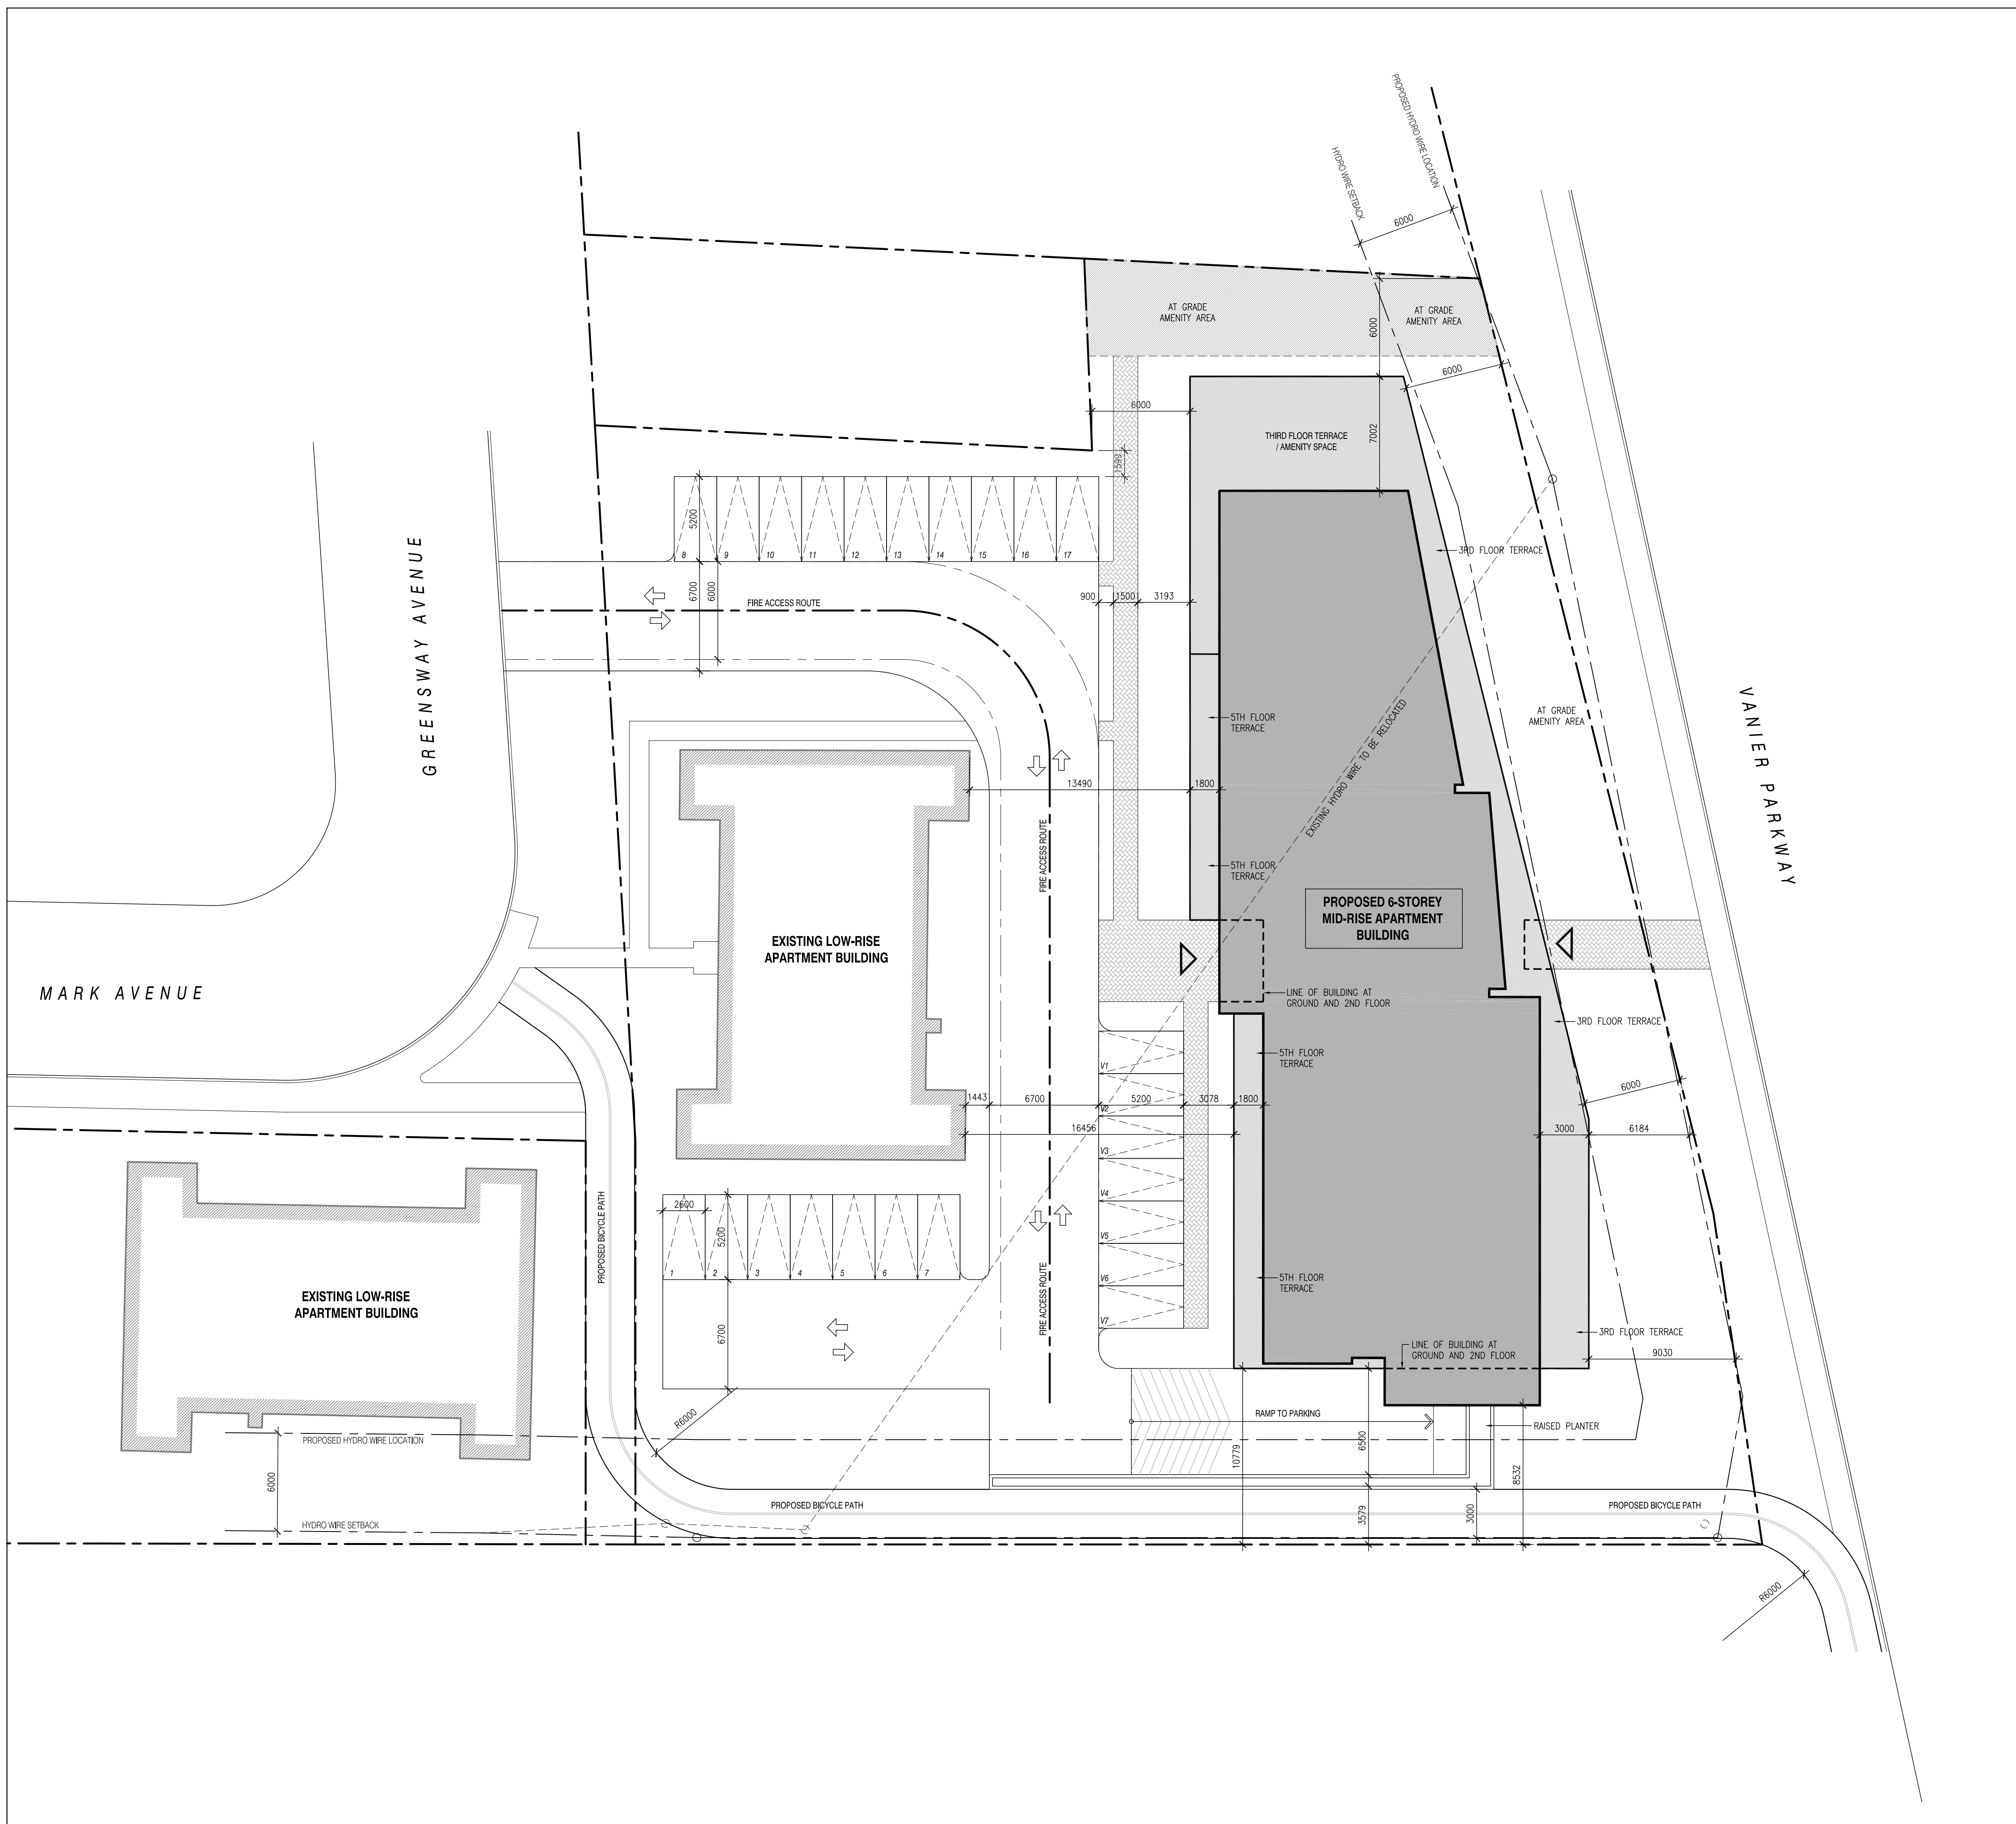 PROPOSED HYDRO WIRE LOCATION
HYDRO WIRE SETBACK
6000
AT GRADE
AMENITY AREA
AT GRADE
AMENITY AREA
6000
6000
6000
THIRD FLOOR TERRACE
/ AMENITY SPACE
7002
1599
5200
8
9
10
11
12
13
14
15
16
17
3RD FLOOR TERRACE
GREENSWAY AVENUE
6700
6000
FIRE ACCESS ROUTE
900
1500
3193
5TH FLOOR
TERRACE
EXISTING HYDRO WIRE TO BE RELOCATED
AT GRADE
AMENITY AREA
VANIER PARKWAY
13490
1800
FIRE ACCESS ROUTE
5TH FLOOR
TERRACE
PROPOSED 6-STOREY
MID-RISE APARTMENT
BUILDING
EXISTING LOW-RISE
APARTMENT BUILDING
MARK AVENUE
LINE OF BUILDING AT
GROUND AND 2ND FLOOR
3RD FLOOR TERRACE
5TH FLOOR
TERRACE
V1
V2
V3
V4
V5
V6
V7
1443
6700
5200
3078
1800
6000
16456
3000
6184
PROPOSED BICYCLE PATH
2600
5200
1
2
3
4
5
6
7
FIRE ACCESS ROUTE
5TH FLOOR
TERRACE
EXISTING LOW-RISE
APARTMENT BUILDING
6700
3RD FLOOR TERRACE
LINE OF BUILDING AT
GROUND AND 2ND FLOOR
9030
R6000
RAMP TO PARKING
RAISED PLANTER
PROPOSED HYDRO WIRE LOCATION
6000
10779
6500
8532
PROPOSED BICYCLE PATH
3579
3000
PROPOSED BICYCLE PATH
HYDRO WIRE SETBACK
R6000